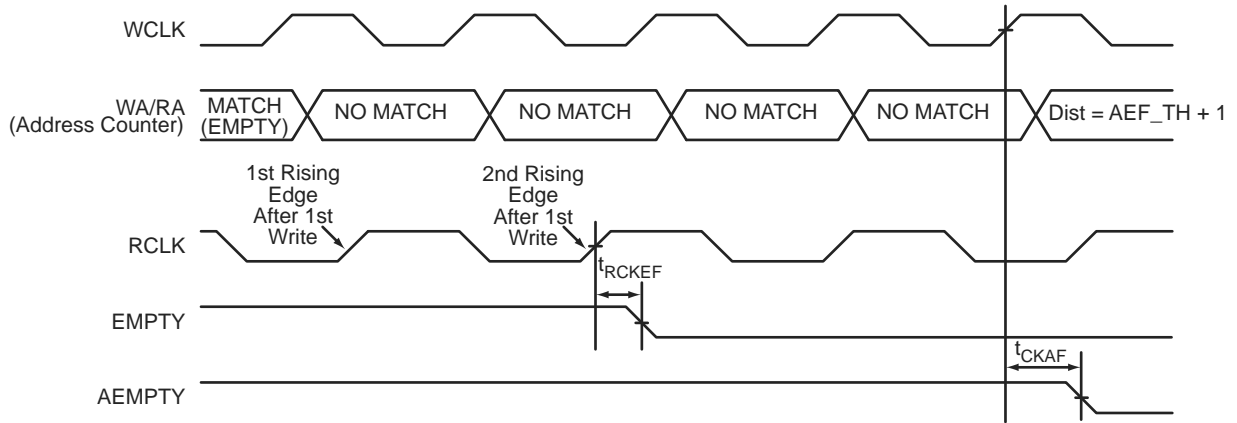 WCLK
WA/RA
(Address Counter)
MATCH
(EMPTY)
NO MATCH
NO MATCH
NO MATCH
NO MATCH
Dist = AEF_TH + 1
1st Rising
Edge
After 1st
Write
2nd Rising
Edge
After 1st
Write
RCLK
tRCKEF
EMPTY
tCKAF
AEMPTY